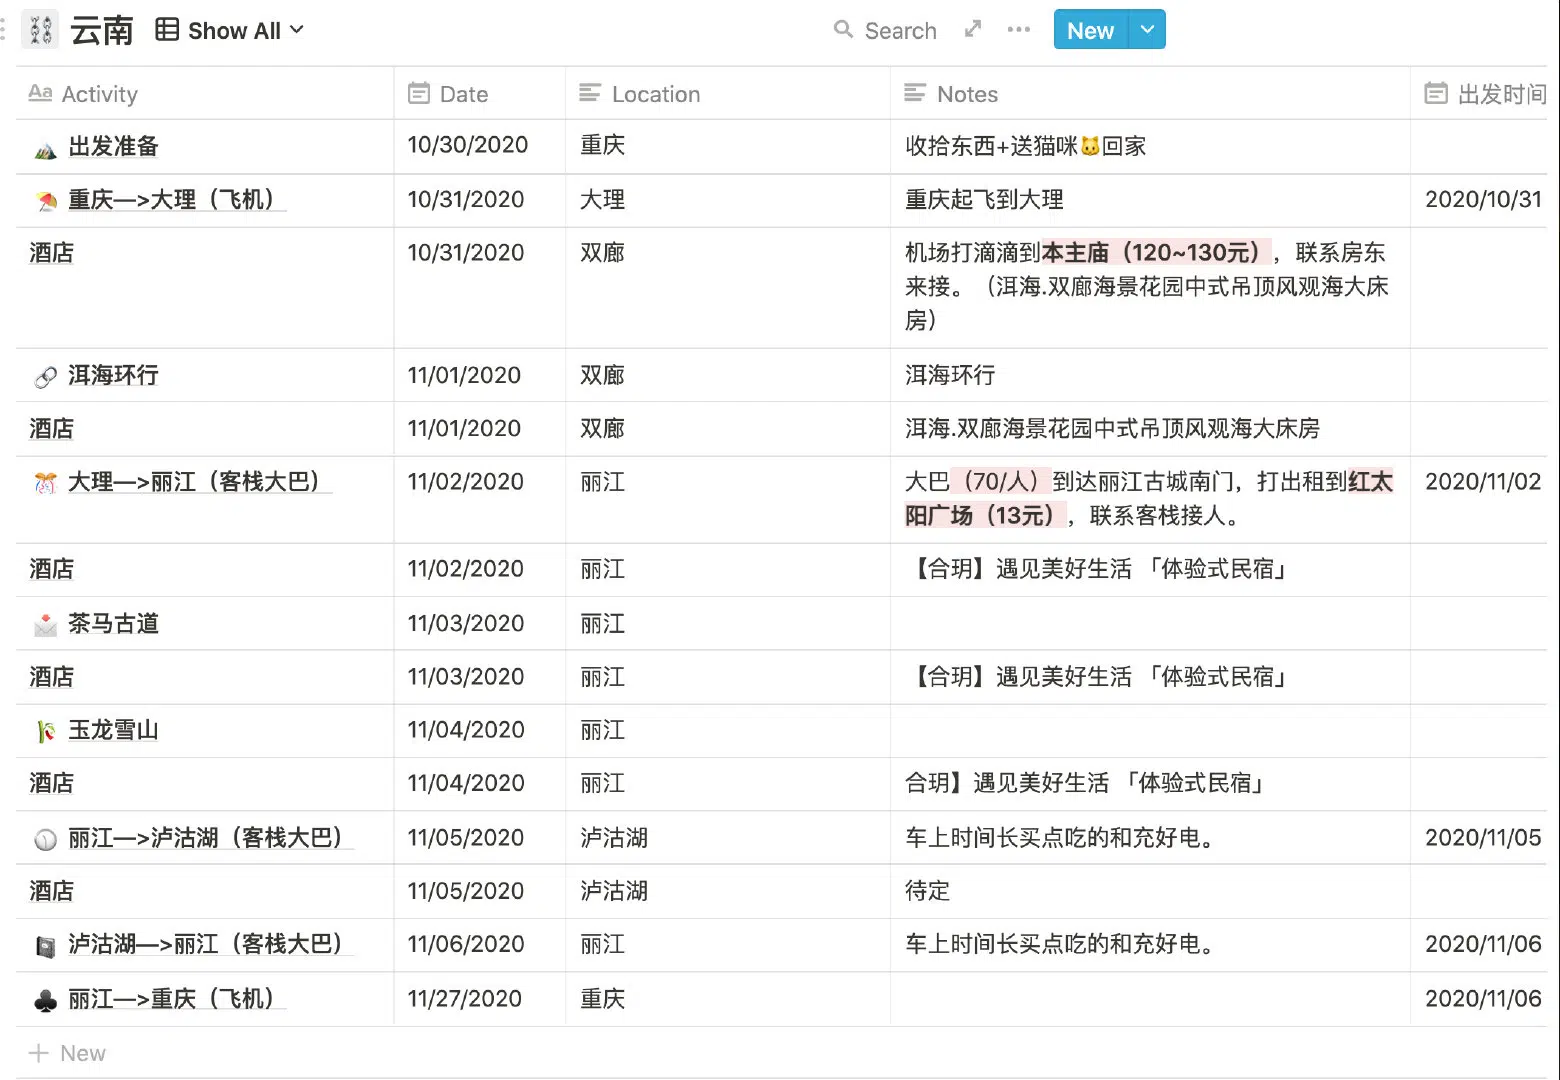 云南 Show All Search New
Activity Date Location Notes 出发时间
出发准备 10/30/2020 重庆 收拾东西+送猫咪🐱回家
重庆—>大理（飞机） 10/31/2020 大理 重庆起飞到大理 2020/10/31
酒店 10/31/2020 双廊 机场打滴滴到本主庙（120~130元），联系房东
来接。（洱海.双廊海景花园中式吊顶风观海大床
房）
洱海环行 11/01/2020 双廊 洱海环行
酒店 11/01/2020 双廊 洱海.双廊海景花园中式吊顶风观海大床房
大理—>丽江（客栈大巴） 11/02/2020 丽江 大巴（70/人）到达丽江古城南门，打出租到红太 2020/11/02
阳广场（13元），联系客栈接人。
酒店 11/02/2020 丽江 【合玥】遇见美好生活 「体验式民宿」
茶马古道 11/03/2020 丽江
酒店 11/03/2020 丽江 【合玥】遇见美好生活 「体验式民宿」
玉龙雪山 11/04/2020 丽江
酒店 11/04/2020 丽江 合玥】遇见美好生活 「体验式民宿」
丽江—>泸沽湖（客栈大巴） 11/05/2020 泸沽湖 车上时间长买点吃的和充好电。 2020/11/05
酒店 11/05/2020 泸沽湖 待定
泸沽湖—>丽江（客栈大巴） 11/06/2020 丽江 车上时间长买点吃的和充好电。 2020/11/06
丽江—>重庆（飞机） 11/27/2020 重庆 2020/11/06
+ New